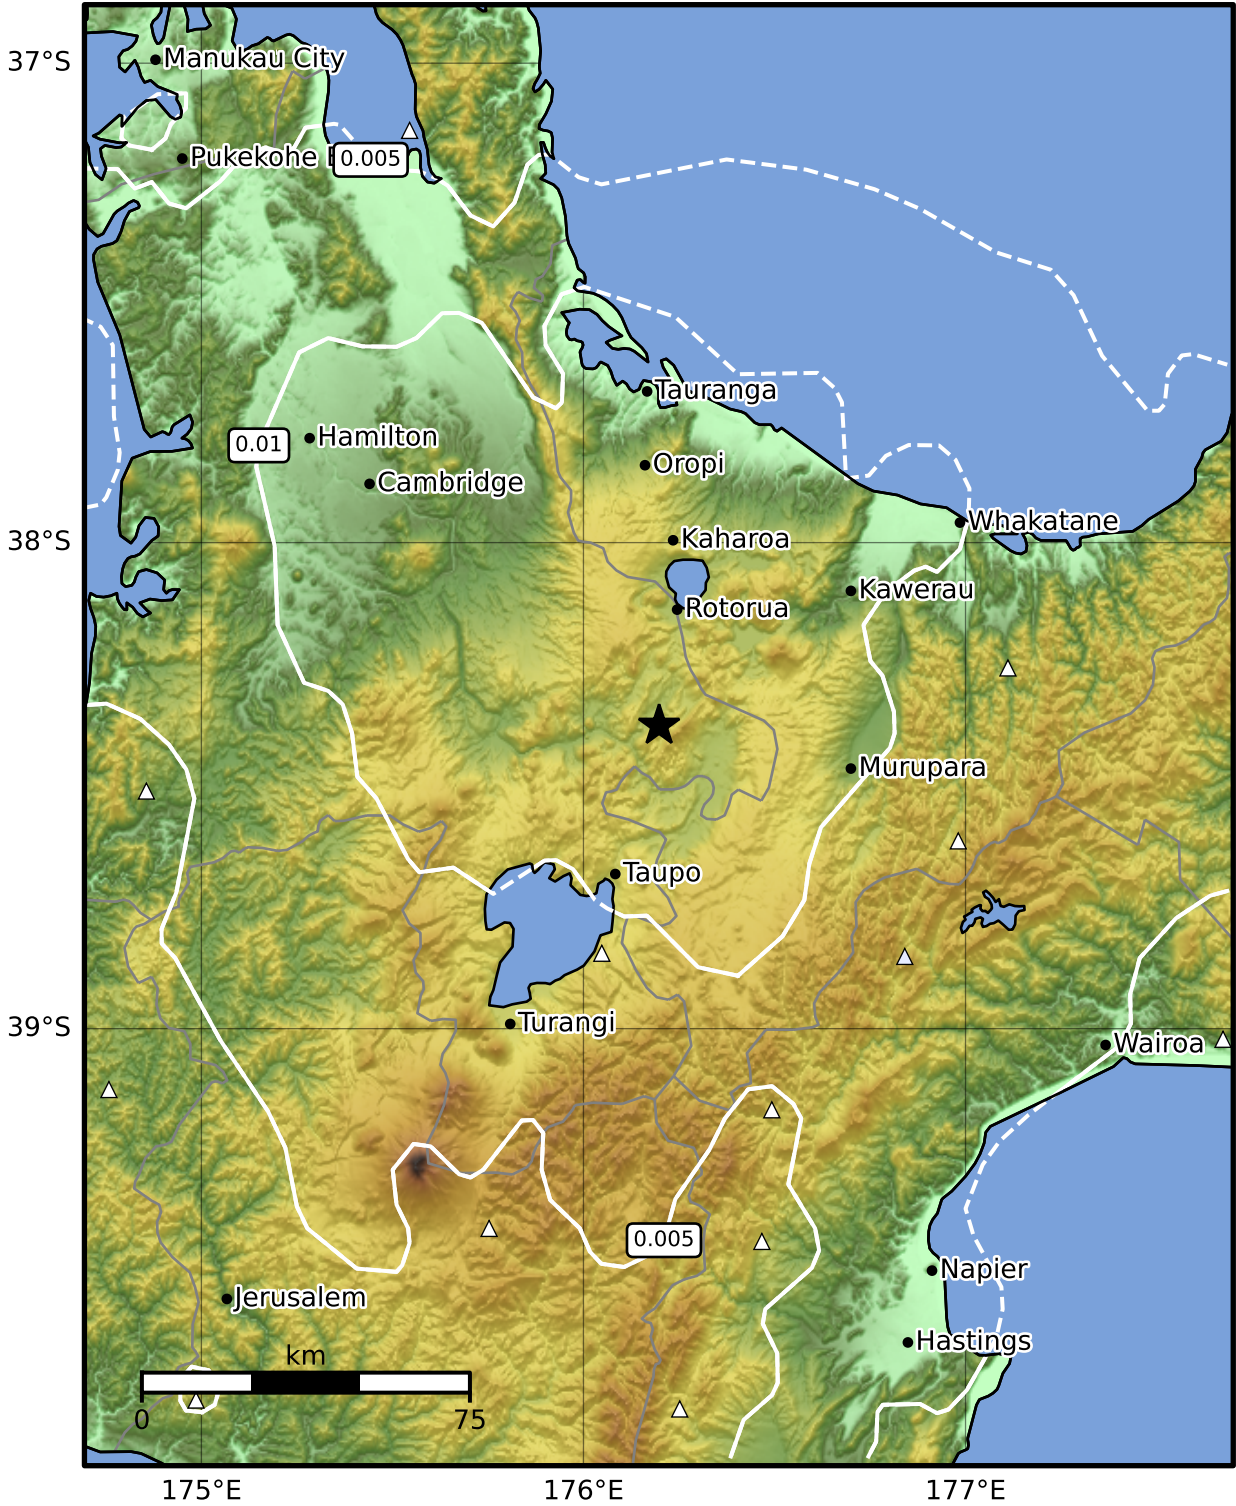 37°S
Manukau City
Pukekohe
0.005
Tauranga
0.01
Hamilton
Oropi
Cambridge
38°S
Whakatane
Kaharoa
Kawerau
Rotorua
Murupara
Taupo
39°S
Turangi
Wairoa
0.005
Napier
Jerusalem
Hastings
km
0
75
175°E
176°E
177°E